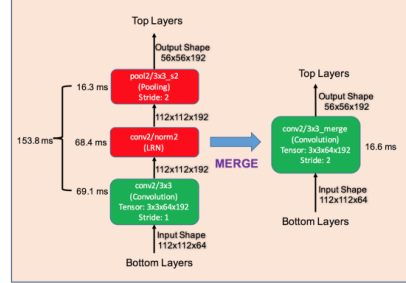 Top Layers
Output Shape
56x56x192
pool2/3x3_s2
(Pooling)
Stride: 2
16.3 ms
112x112x192
conv2/norm2
(LRN)
68.4 ms
153.8 ms
112x112x192
conv2/3x3
(Convolution)
Tensor: 3x3x64x192
Stride: 1
69.1 ms
Input Shape
112x112x64
Bottom Layers
MERGE
Top Layers
Output Shape
56x56x192
conv2/3x3_merge
(Convolution)
Tensor: 3x3x64x192
Stride: 2
16.6 ms
Input Shape
112x112x64
Bottom Layers